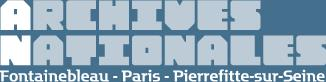 ARCHIVES
NATIONALES
Fontainebleau - Paris - Pierrefitte-sur-Seine